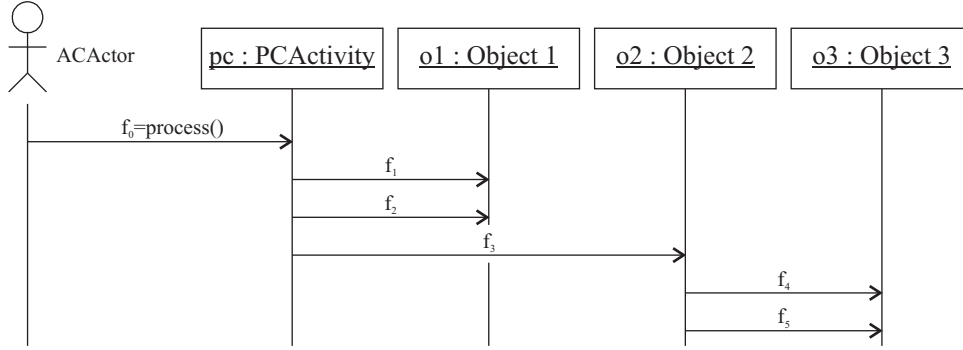 ACActor
pc : PCActivity
o1 : Object 1
o2 : Object 2
o3 : Object 3
f₀=process()
f₁
f₂
f₃
f₄
f₅